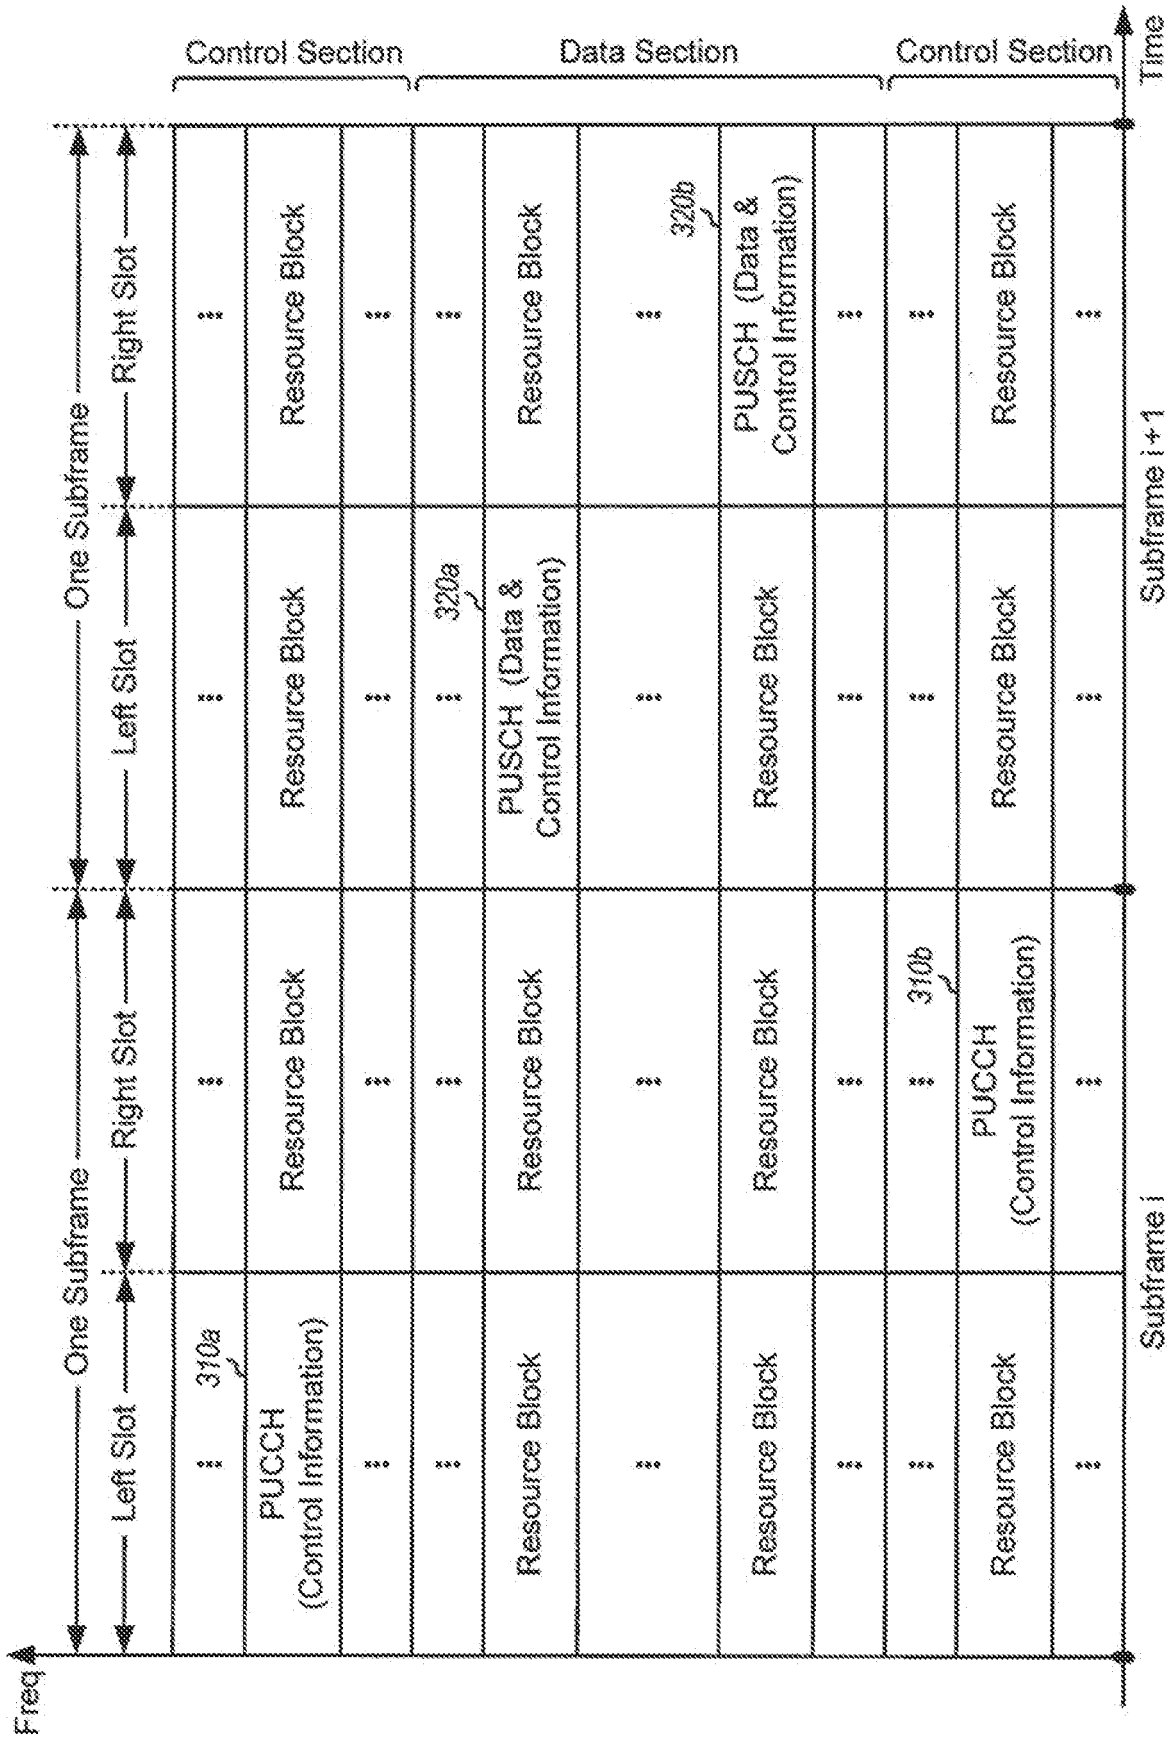 Freq
One Subframe
One Subframe
Left Slot
Right Slot
Left Slot
Right Slot
⋮
310a
⋮
⋮
⋮
Control Section
PUCCH
(Control Information)
Resource Block
Resource Block
Resource Block
⋮
⋮
⋮
⋮
⋮
⋮
⋮
320a
⋮
Data Section
Resource Block
Resource Block
PUSCH (Data &
Control Information)
Resource Block
⋮
⋮
⋮
⋮
320b
Resource Block
Resource Block
Resource Block
PUSCH (Data &
Control Information)
⋮
⋮
⋮
⋮
⋮
⋮
310b
⋮
⋮
Control Section
Resource Block
PUCCH
(Control Information)
Resource Block
Resource Block
⋮
⋮
⋮
⋮
Subframe i
Subframe i+1
Time